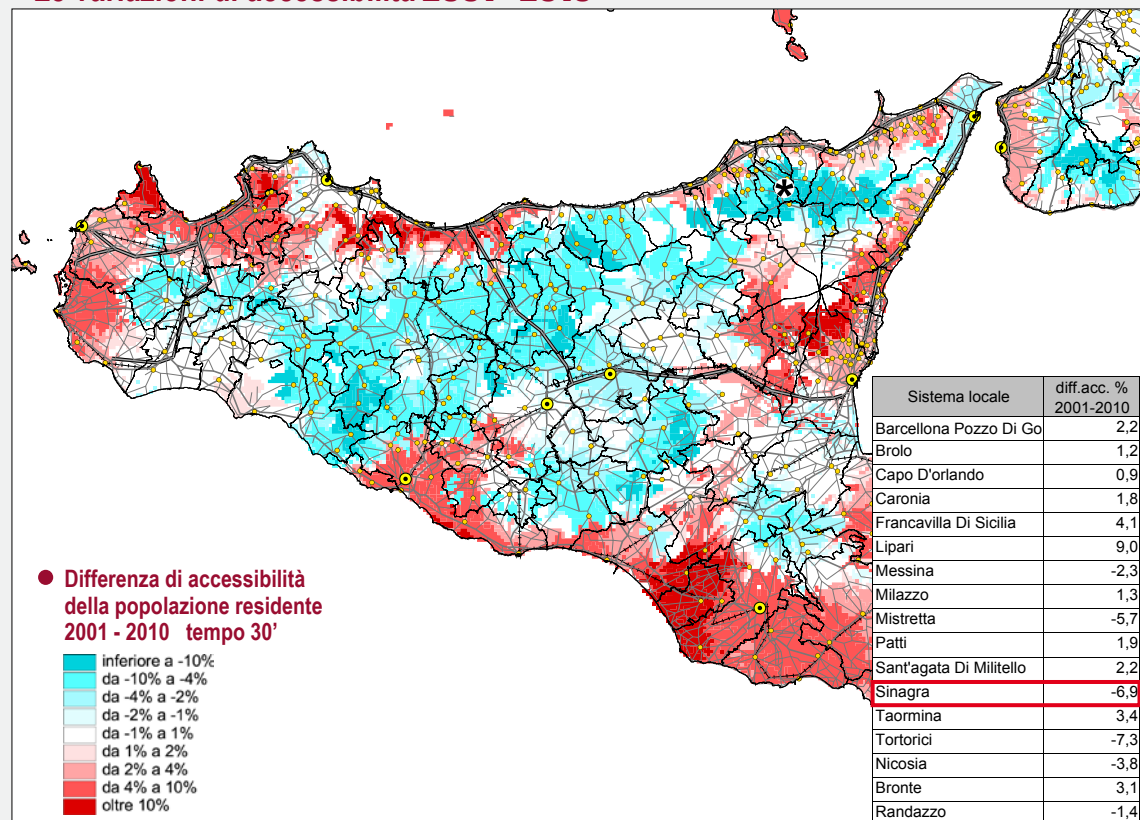 ● Differenza di accessibilità
della popolazione residente
2001 - 2010 tempo 30'
inferiore a -10%
da -10% a -4%
da -4% a -2%
da -2% a -1%
da -1% a 1%
da 1% a 2%
da 2% a 4%
da 4% a 10%
oltre 10%
Sistema locale diff.acc. % 2001-2010
Barcellona Pozzo Di Go 2,2
Brolo 1,2
Capo D'orlando 0,9
Caronia 1,8
Francavilla Di Sicilia 4,1
Lipari 9,0
Messina -2,3
Milazzo 1,3
Mistretta -5,7
Patti 1,9
Sant'agata Di Militello 2,2
Sinagra -6,9
Taormina 3,4
Tortorici -7,3
Nicosia -3,8
Bronte 3,1
Randazzo -1,4